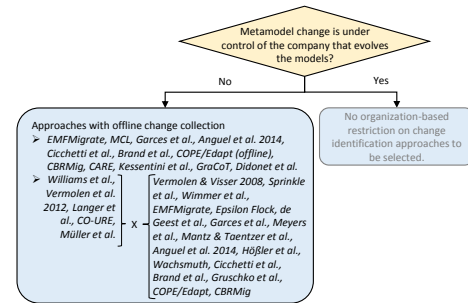 Metamodel change is under
control of the company that evolves
the models?
No
Yes
Approaches with offline change collection
➢ EMFMigrate, MCL, Garces et al., Anguel et al. 2014,
Cicchetti et al., Brand et al., COPE/Edapt (offline),
CBRMig, CARE, Kessentini et al., GraCoT, Didonet et al.
➢ Williams et al.,
Vermolen et al.
2012, Langer et
al., CO-URE,
Müller et al.
x
Vermolen & Visser 2008, Sprinkle
et al., Wimmer et al.,
EMFMigrate, Epsilon Flock, de
Geest et al., Garces et al., Meyers
et al., Mantz & Taentzer et al.,
Anguel et al. 2014, Hößler et al.,
Wachsmuth, Cicchetti et al.,
Brand et al., Gruschko et al.,
COPE/Edapt, CBRMig
No organization-based
restriction on change
identification approaches to
be selected.